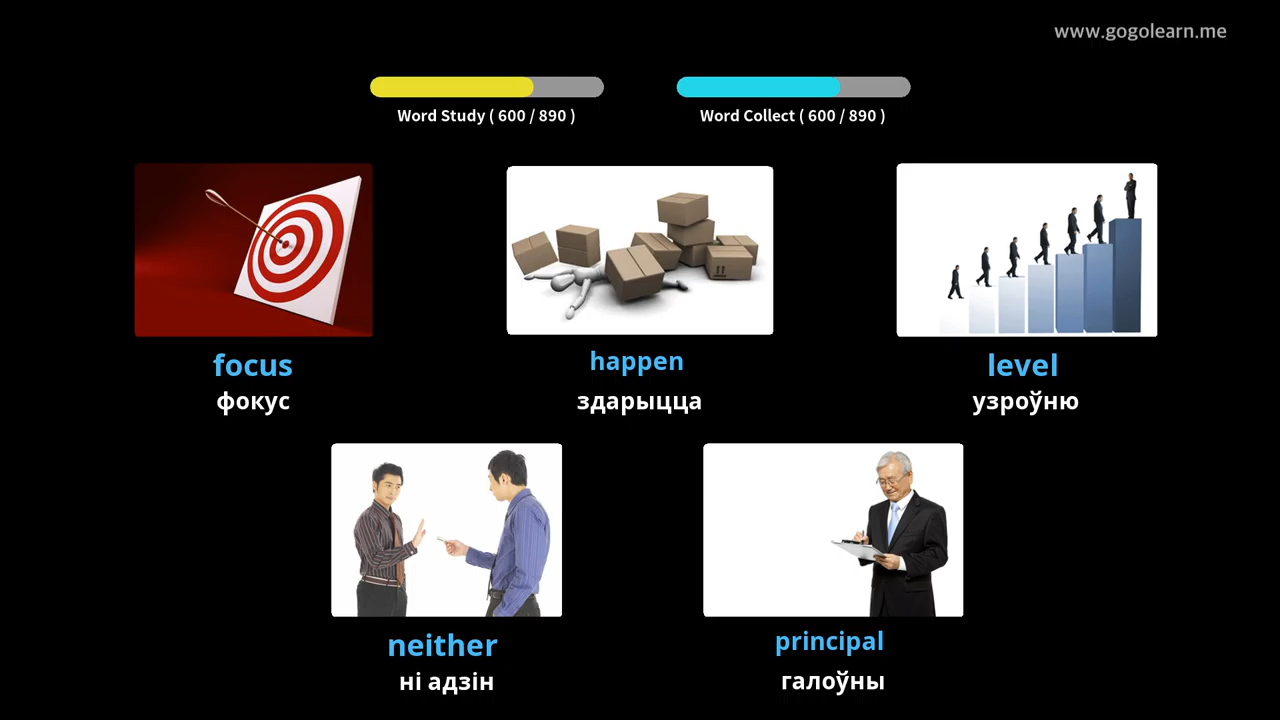 www.gogolearn.me
Word Study ( 600 / 890 )
Word Collect ( 600 / 890 )
focus
фокус
happen
здарыцца
level
узроўню
neither
ні адзін
principal
галоўны